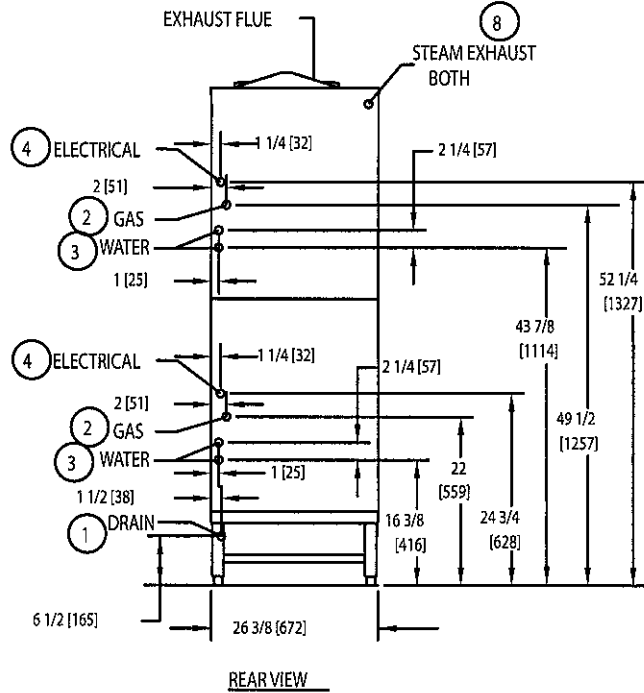 EXHAUST FLUE
8
STEAM EXHAUST
BOTH
1 1/4 [32]
2 1/4 [57]
4 ELECTRICAL
2 [51]
2 GAS
3 WATER
1 [25]
52 1/4
[1327]
43 7/8
[1114]
49 1/2
[1257]
4 ELECTRICAL
1 1/4 [32]
2 1/4 [57]
2 [51]
2 GAS
3 WATER
1 [25]
1 1/2 [38]
22
[559]
16 3/8
[416]
24 3/4
[628]
1 DRAIN
6 1/2 [165]
26 3/8 [672]
REAR VIEW